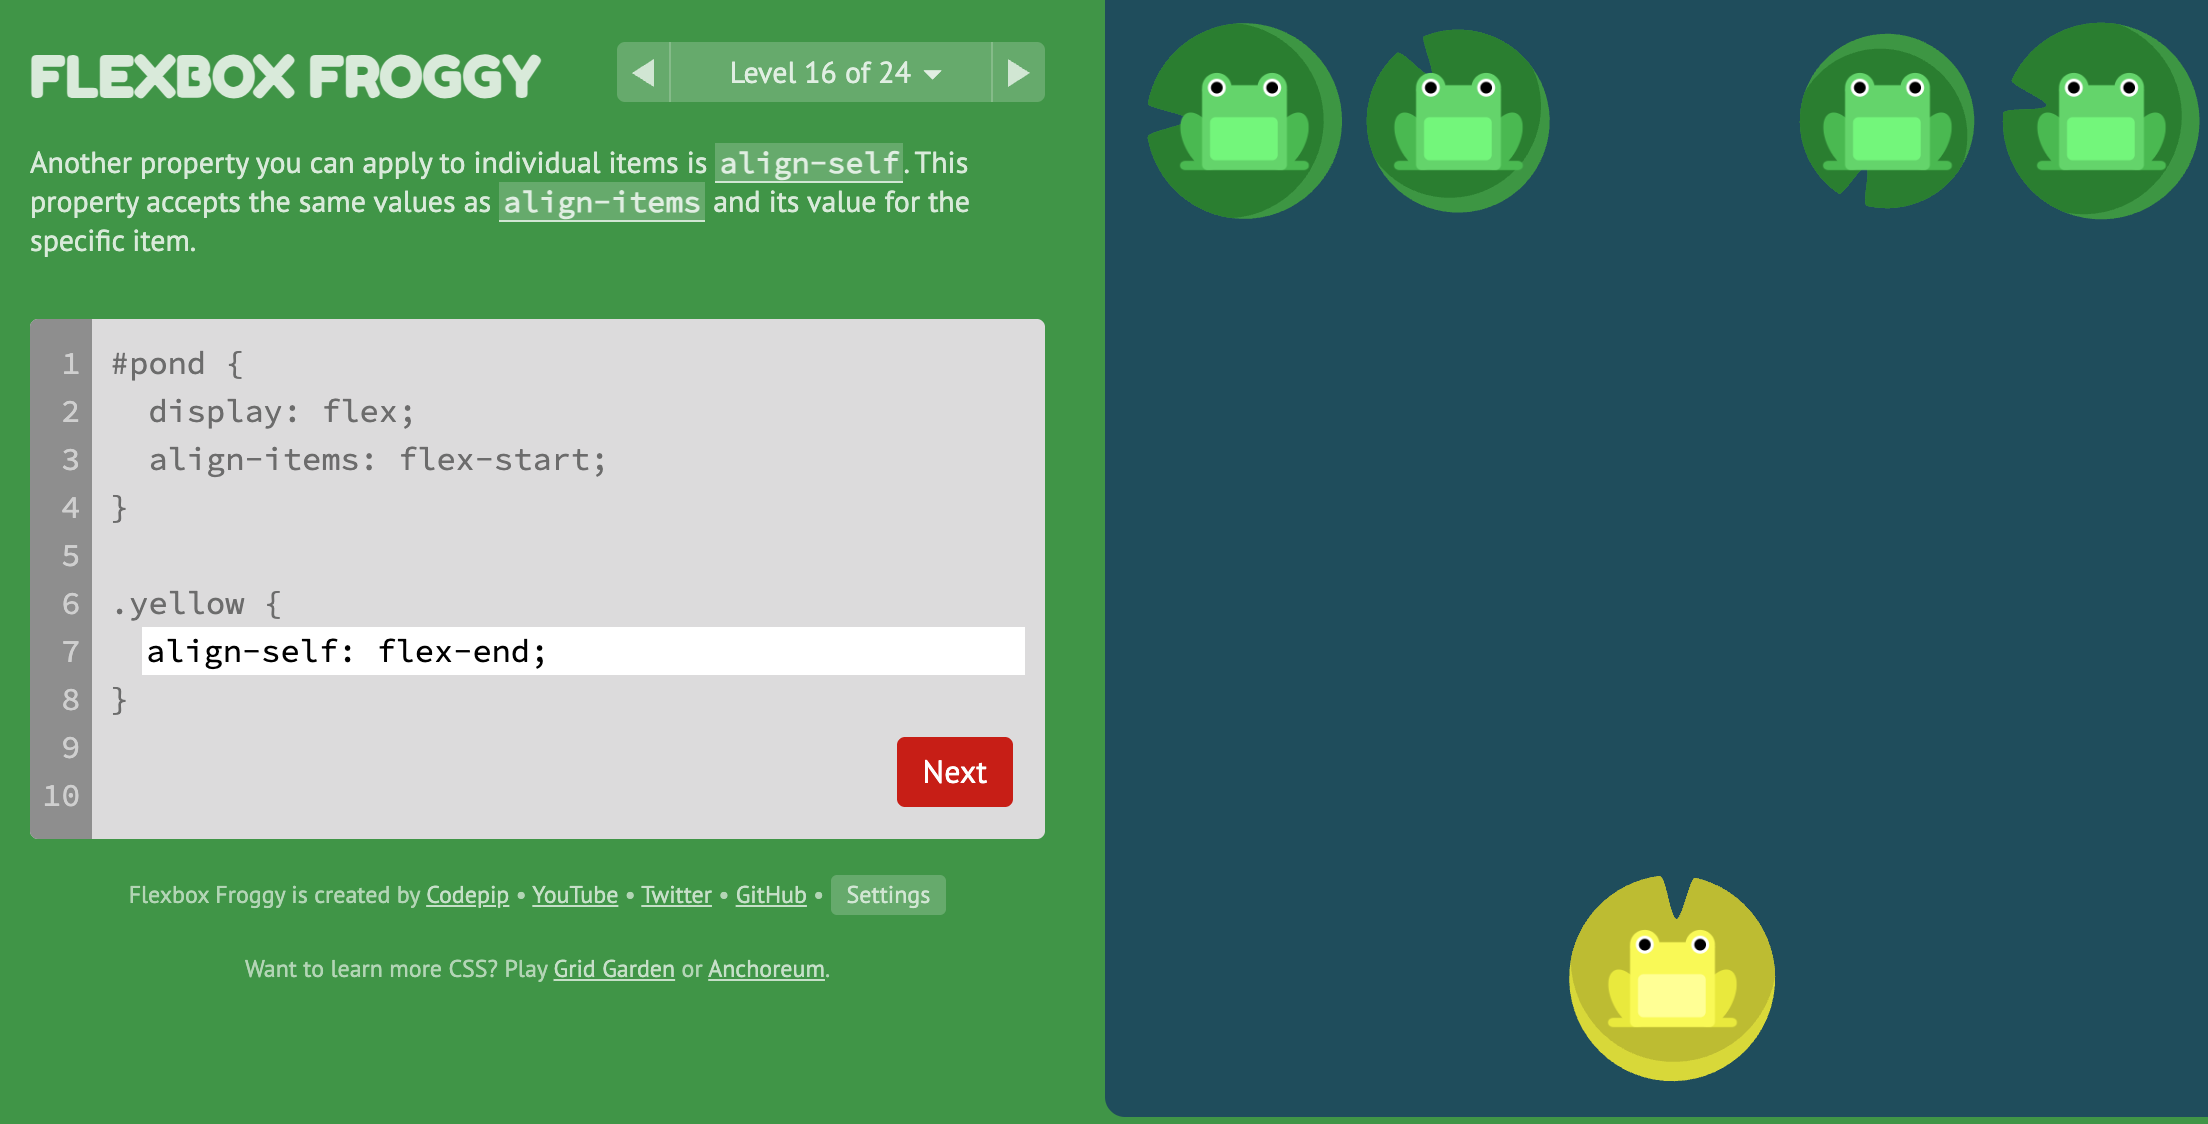 FLEXBOX FROGGY
Level 16 of 24
Another property you can apply to individual items is align-self. This
property accepts the same values as align-items and its value for the
specific item.
1 #pond {
2   display: flex;
3   align-items: flex-start;
4 }
5
6 .yellow {
7   align-self: flex-end;
8 }
9
10
Next
Flexbox Froggy is created by Codepip • YouTube • Twitter • GitHub • Settings
Want to learn more CSS? Play Grid Garden or Anchoreum.